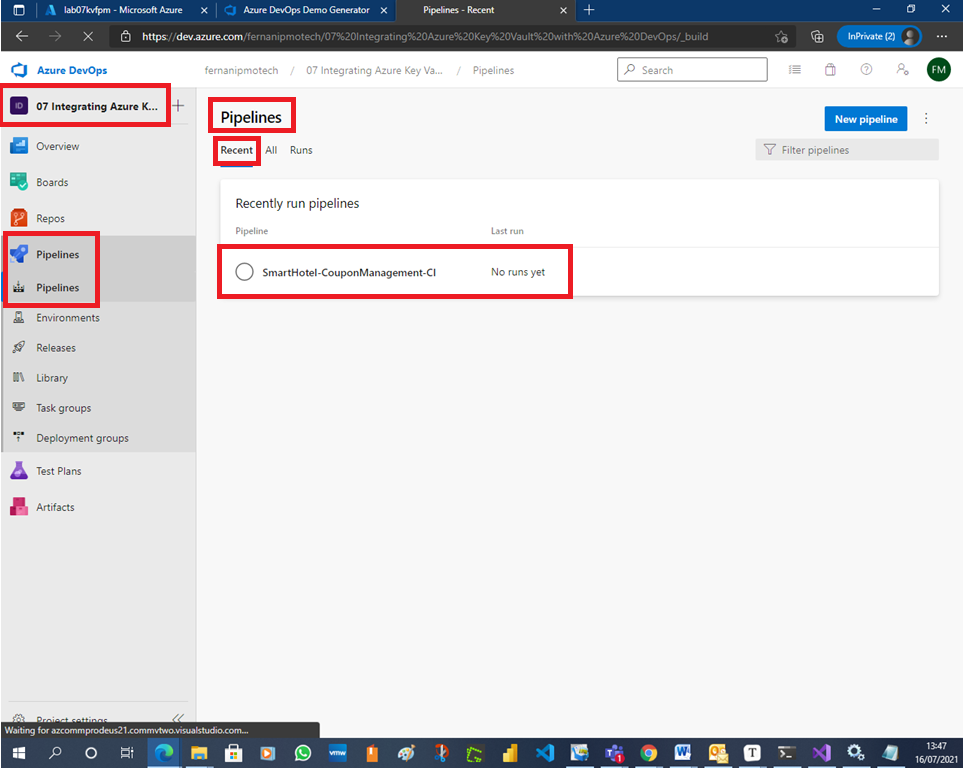 lab07kvfpm - Microsoft Azure
Azure DevOps Demo Generator
Pipelines - Recent
https://dev.azure.com/fernanipmotech/07%20Integrating%20Azure%20Key%20Vault%20with%20Azure%20DevOps/_build
InPrivate (2)
Azure DevOps
fernanipmotech / 07 Integrating Azure Key Va... / Pipelines
Search
FM
ID
07 Integrating Azure K...
Overview
Boards
Repos
Pipelines
Pipelines
Environments
Releases
Library
Task groups
Deployment groups
Test Plans
Artifacts
Project settings
Pipelines
New pipeline
Recent
All
Runs
Filter pipelines
Recently run pipelines
Pipeline
Last run
SmartHotel-CouponManagement-CI
No runs yet
Waiting for azcommprodeus21.commvtwo.visualstudio.com...
vmw
T
13:47
16/07/2021